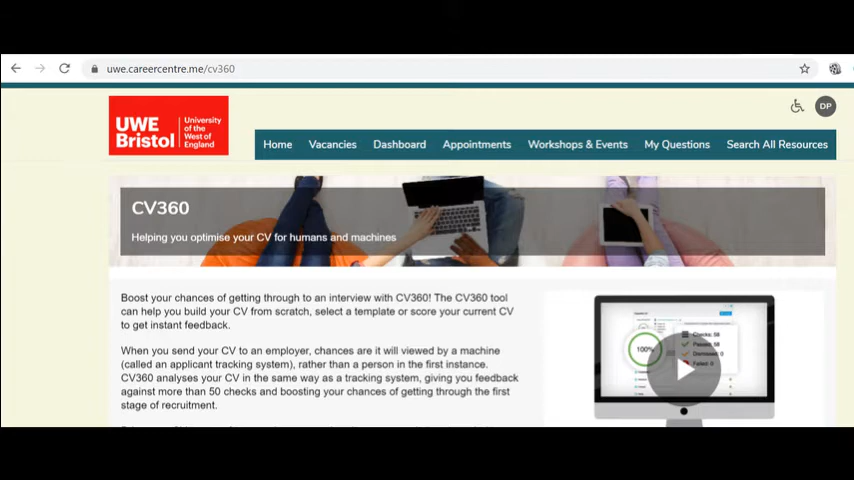 uwe.careercentre.me/cv360
DP
UWE
Bristol
University
of the
West of
England
Home Vacancies Dashboard Appointments Workshops & Events My Questions Search All Resources
CV360
Helping you optimise your CV for humans and machines
Boost your chances of getting through to an interview with CV360! The CV360 tool
can help you build your CV from scratch, select a template or score your current CV
to get instant feedback.
When you send your CV to an employer, chances are it will viewed by a machine
(called an applicant tracking system), rather than a person in the first instance.
CV360 analyses your CV in the same way as a tracking system, giving you feedback
against more than 50 checks and boosting your chances of getting through the first
stage of recruitment.
100%
Checks: 58
Passed: 58
Dismissed: 0
Failed: 0